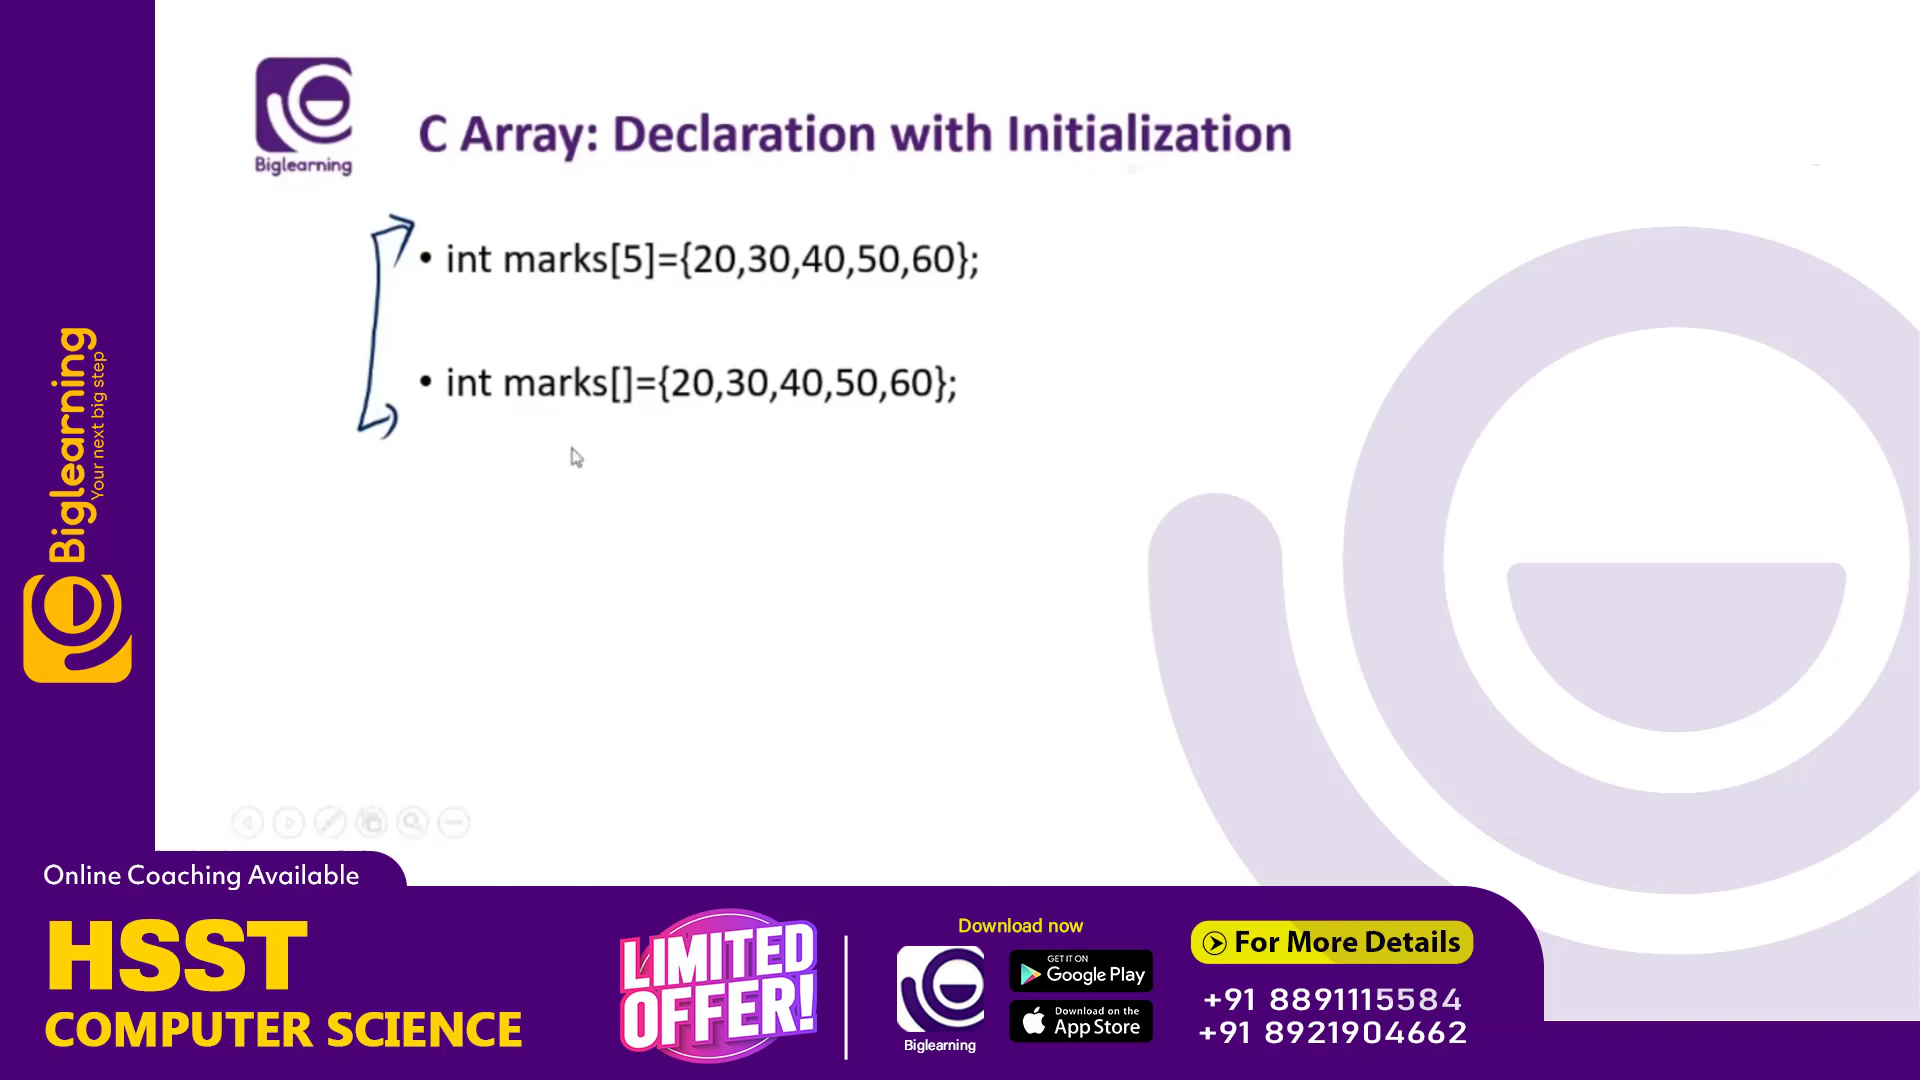 Biglearning
C Array: Declaration with Initialization
• int marks[5]={20,30,40,50,60};
• int marks[]={20,30,40,50,60};
Biglearning
Your next big step
Online Coaching Available
HSST
COMPUTER SCIENCE
LIMITED
OFFER!
Download now
Biglearning
GET IT ON
Google Play
Download on the
App Store
For More Details
+91 8891115584
+91 8921904662